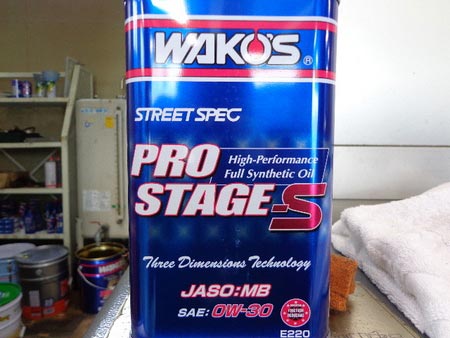 WAKO'S®
STREET SPEC
PRO
High-Performance
Full Synthetic Oil
STAGE-S
Three Dimensions Technology
JASO:MB
SAE: 0W-30
E220